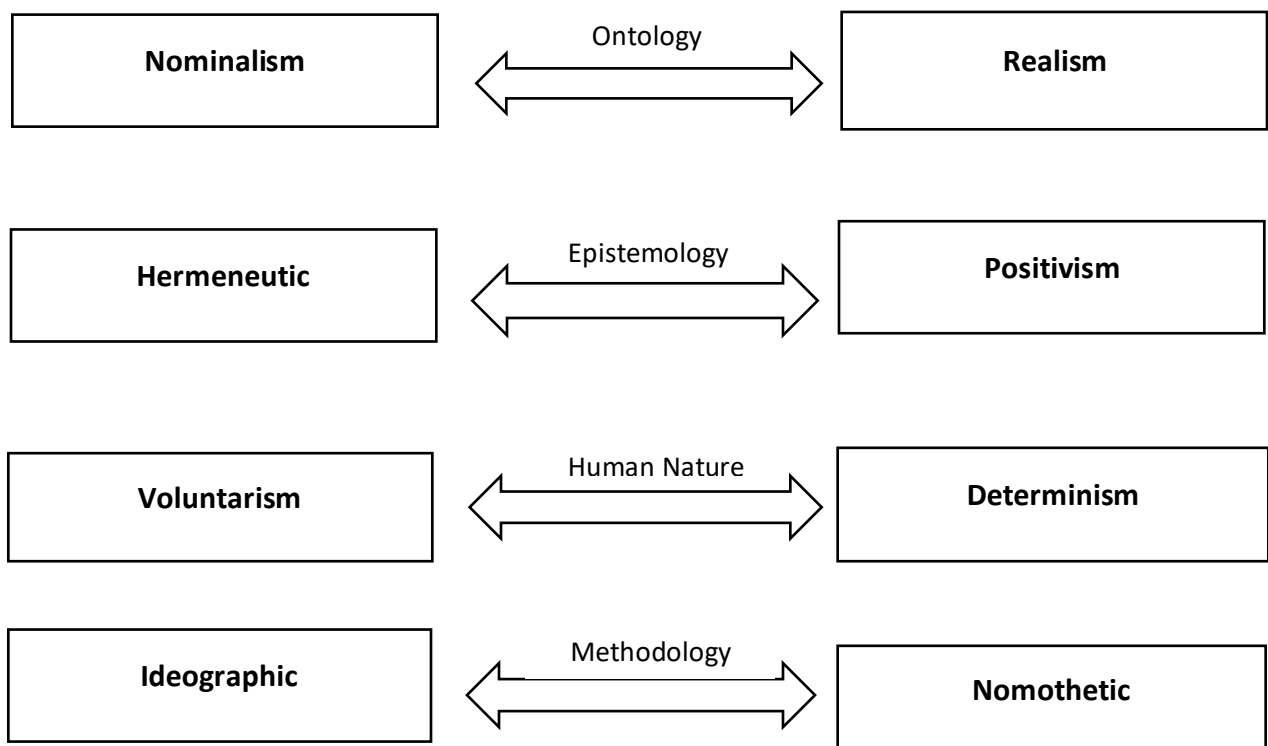 Ontology
Nominalism
Realism
Epistemology
Hermeneutic
Positivism
Human Nature
Voluntarism
Determinism
Methodology
Ideographic
Nomothetic